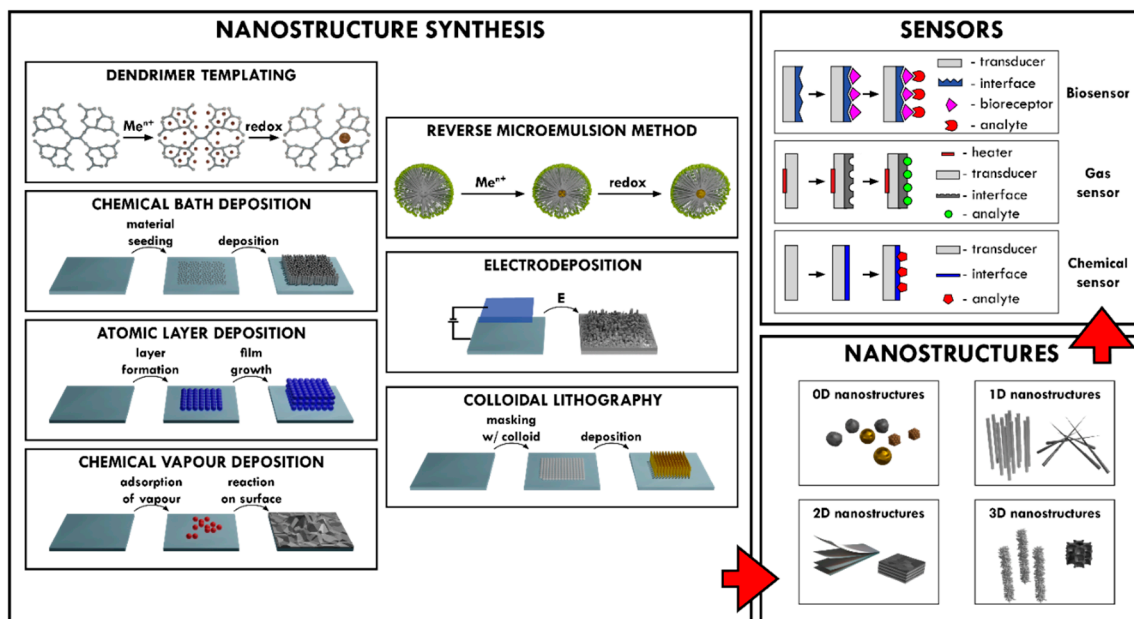 NANOSTRUCTURE SYNTHESIS
DENDRIMER TEMPLATING
Meⁿ⁺
redox
CHEMICAL BATH DEPOSITION
material
seeding
deposition
ATOMIC LAYER DEPOSITION
layer
formation
film
growth
CHEMICAL VAPOUR DEPOSITION
adsorption
of vapour
reaction
on surface
REVERSE MICROEMULSION METHOD
Meⁿ⁺
redox
ELECTRODEPOSITION
E
COLLOIDAL LITHOGRAPHY
masking
w/ colloid
deposition
SENSORS
- transducer
- interface
- bioreceptor
- analyte
Biosensor
- heater
- transducer
- interface
- analyte
Gas
sensor
- transducer
- interface
- analyte
Chemical
sensor
NANOSTRUCTURES
0D nanostructures
1D nanostructures
2D nanostructures
3D nanostructures